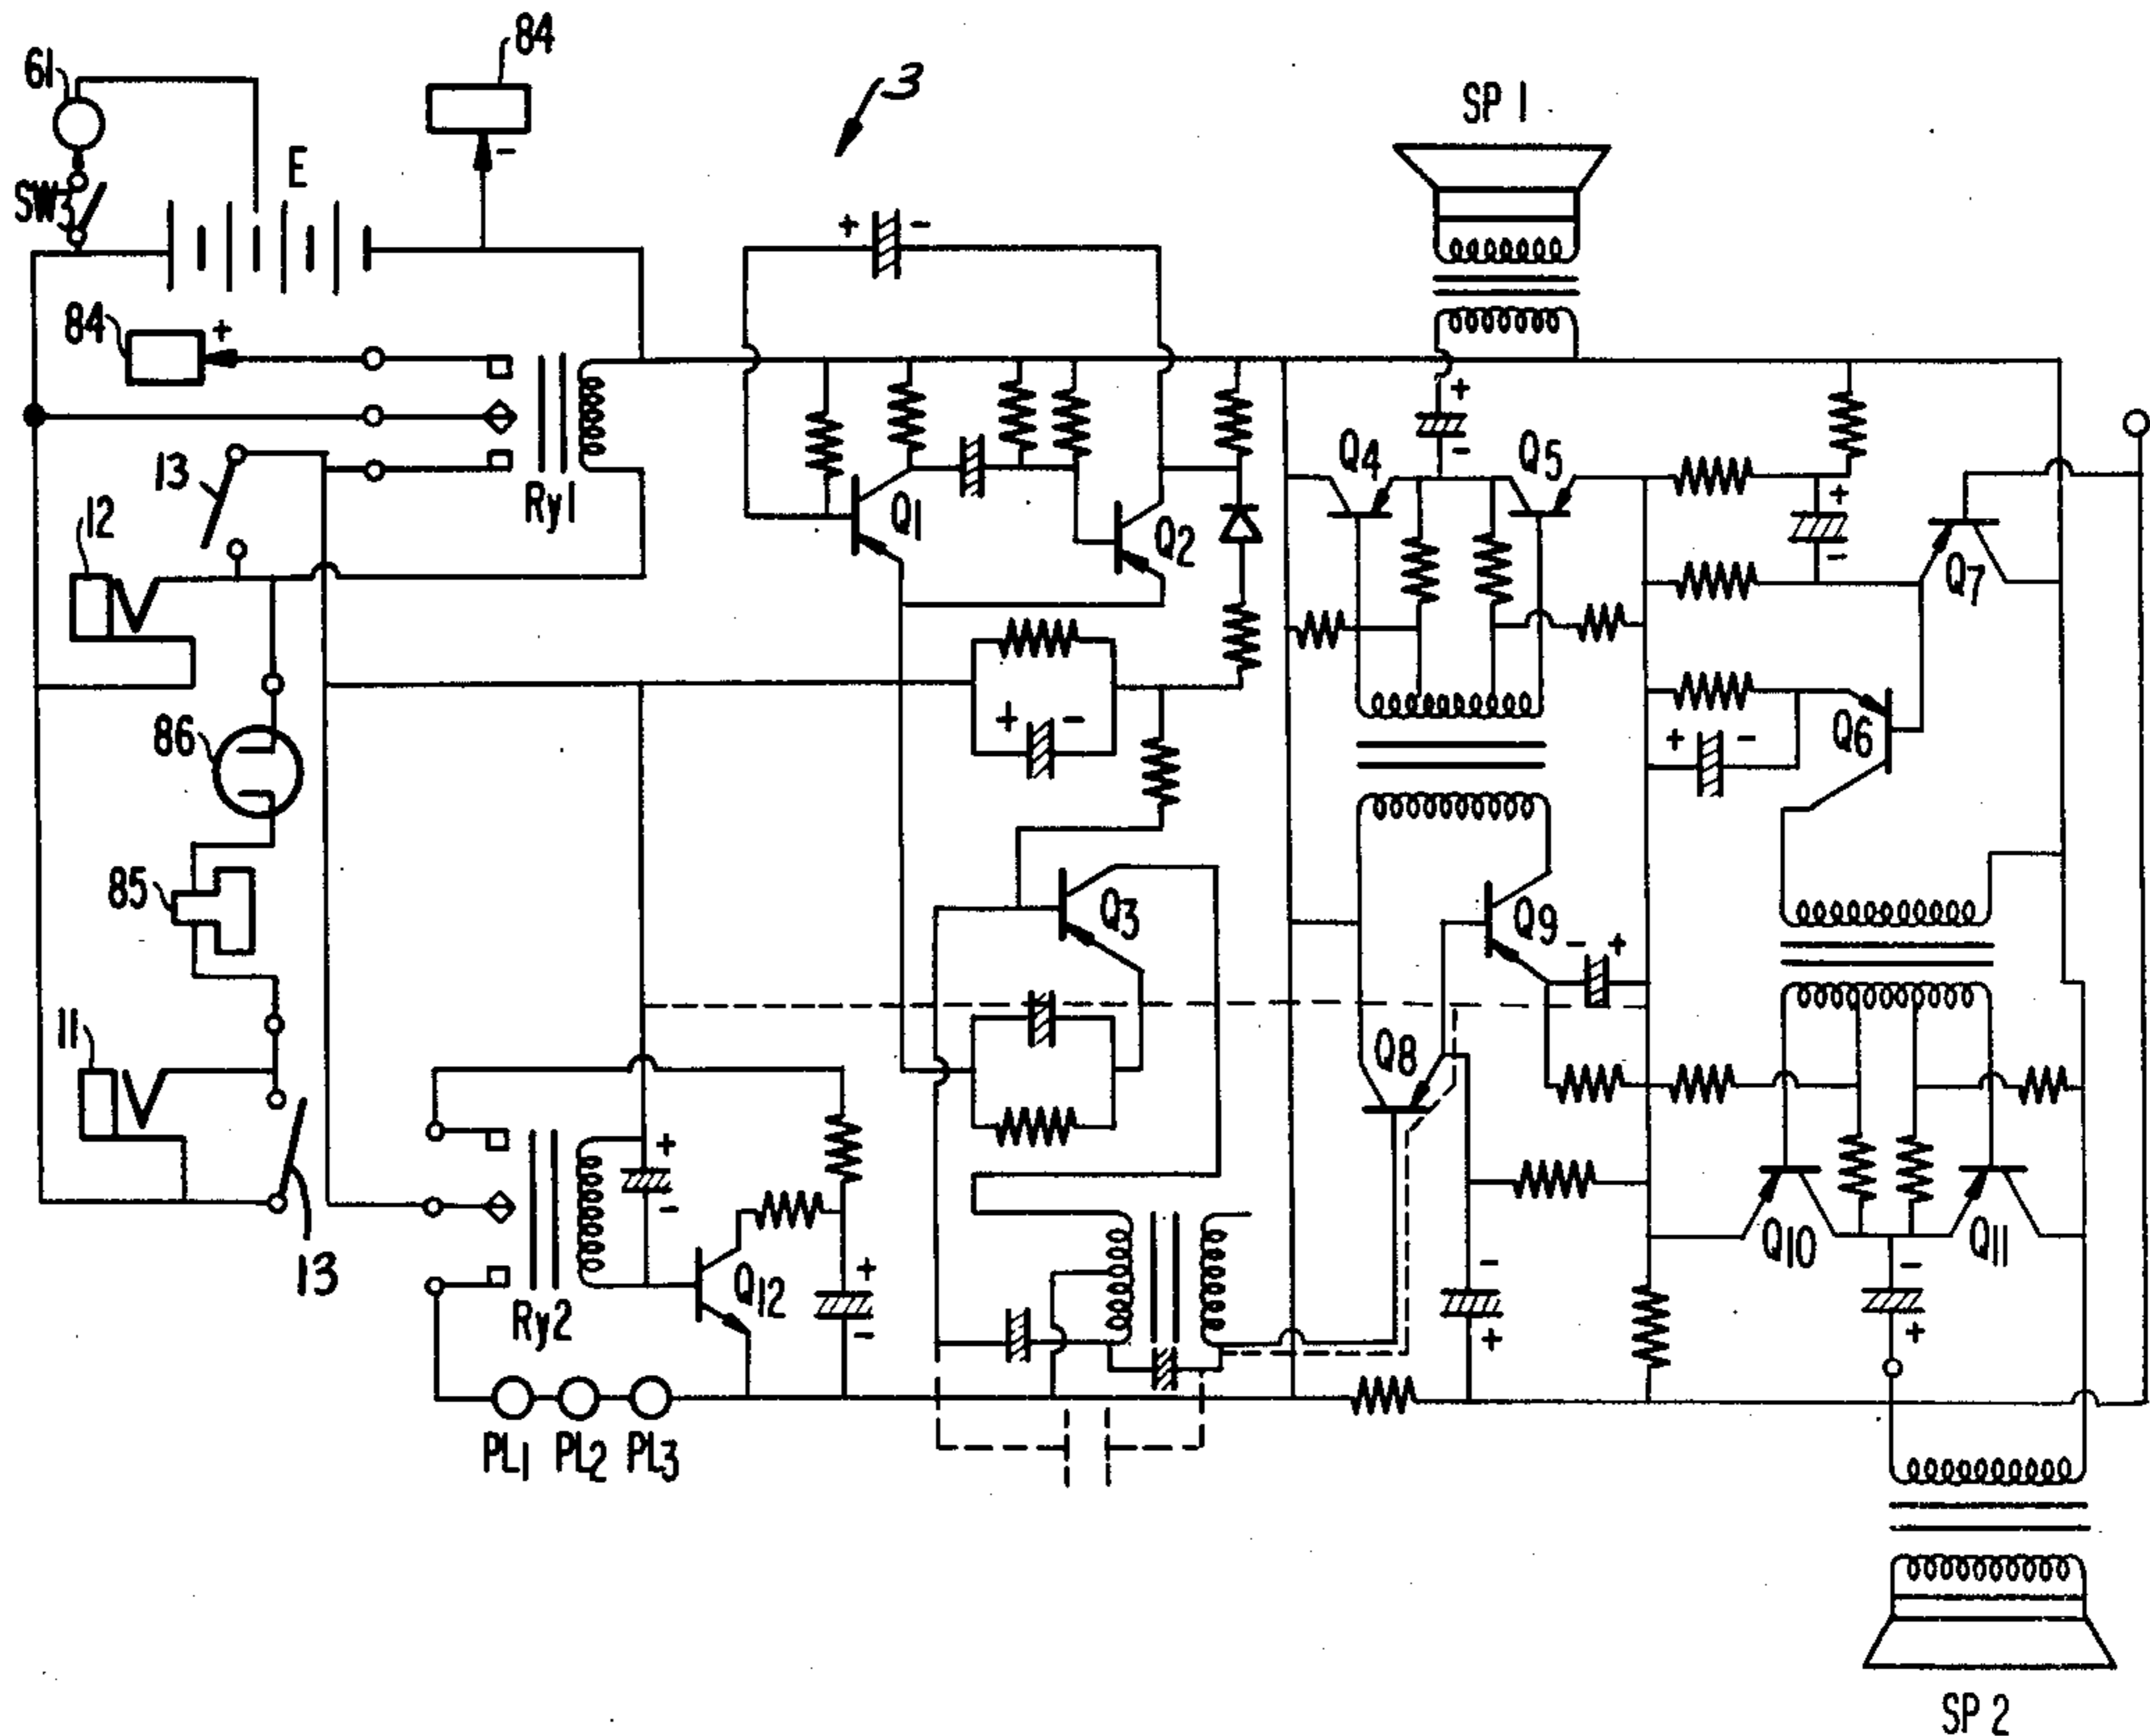 84
61
3
SP 1
E
SW3
+ -
-
84
+
+
Q4
Q5
13
-
Ry1
12
Q1
Q2
+
-
Q7
86
+ -
Q6
+ -
85
Q3
Q9
- +
11
Q8
+
-
Q10
Q11
13
Ry2
Q12
+
-
-
+
-
+
PL1 PL2 PL3
SP 2